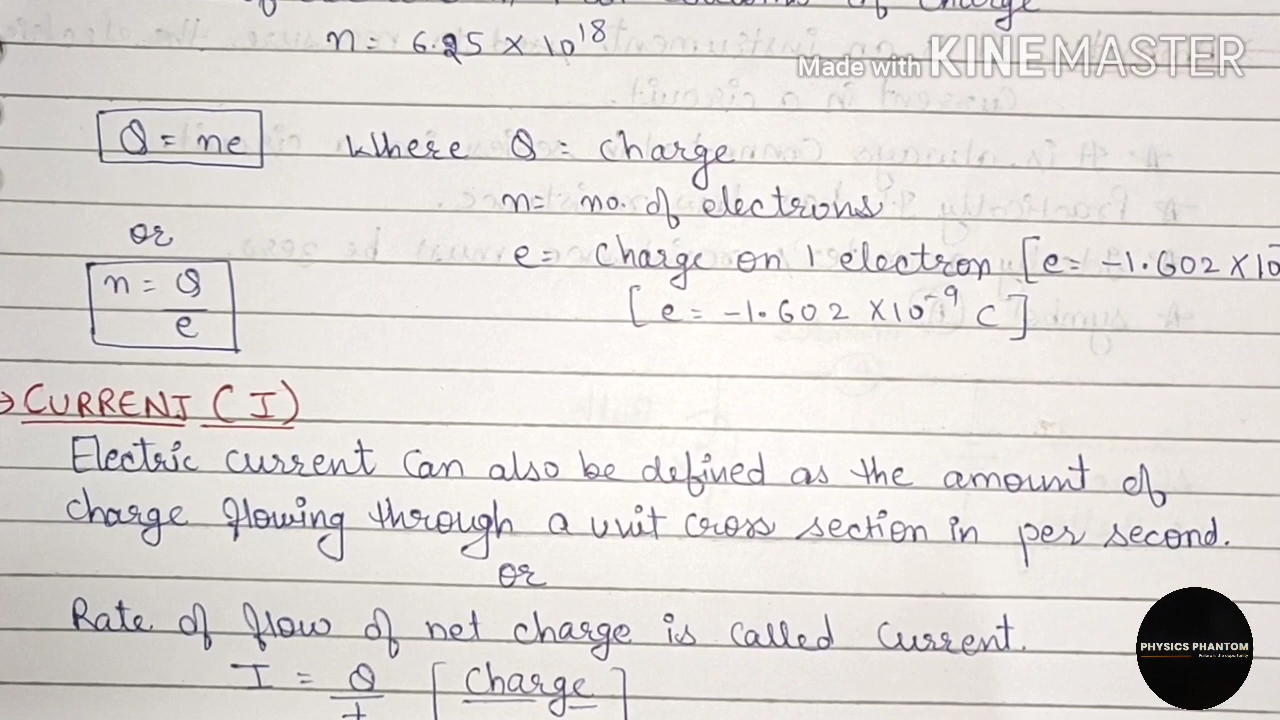 of charge
n = 6.25 × 10^18
Made with KINEMASTER
Q = ne where Q = charge
n = no. of electrons
or
e = charge on 1 electron [e = -1.602 × 10
n = Q/e
[e = -1.602 × 10^-9 C]
→ CURRENT (I)
Electric current can also be defined as the amount of
charge flowing through a unit cross section in per second.
or
Rate of flow of net charge is called current.
I = Q/t [Charge]
PHYSICS PHANTOM